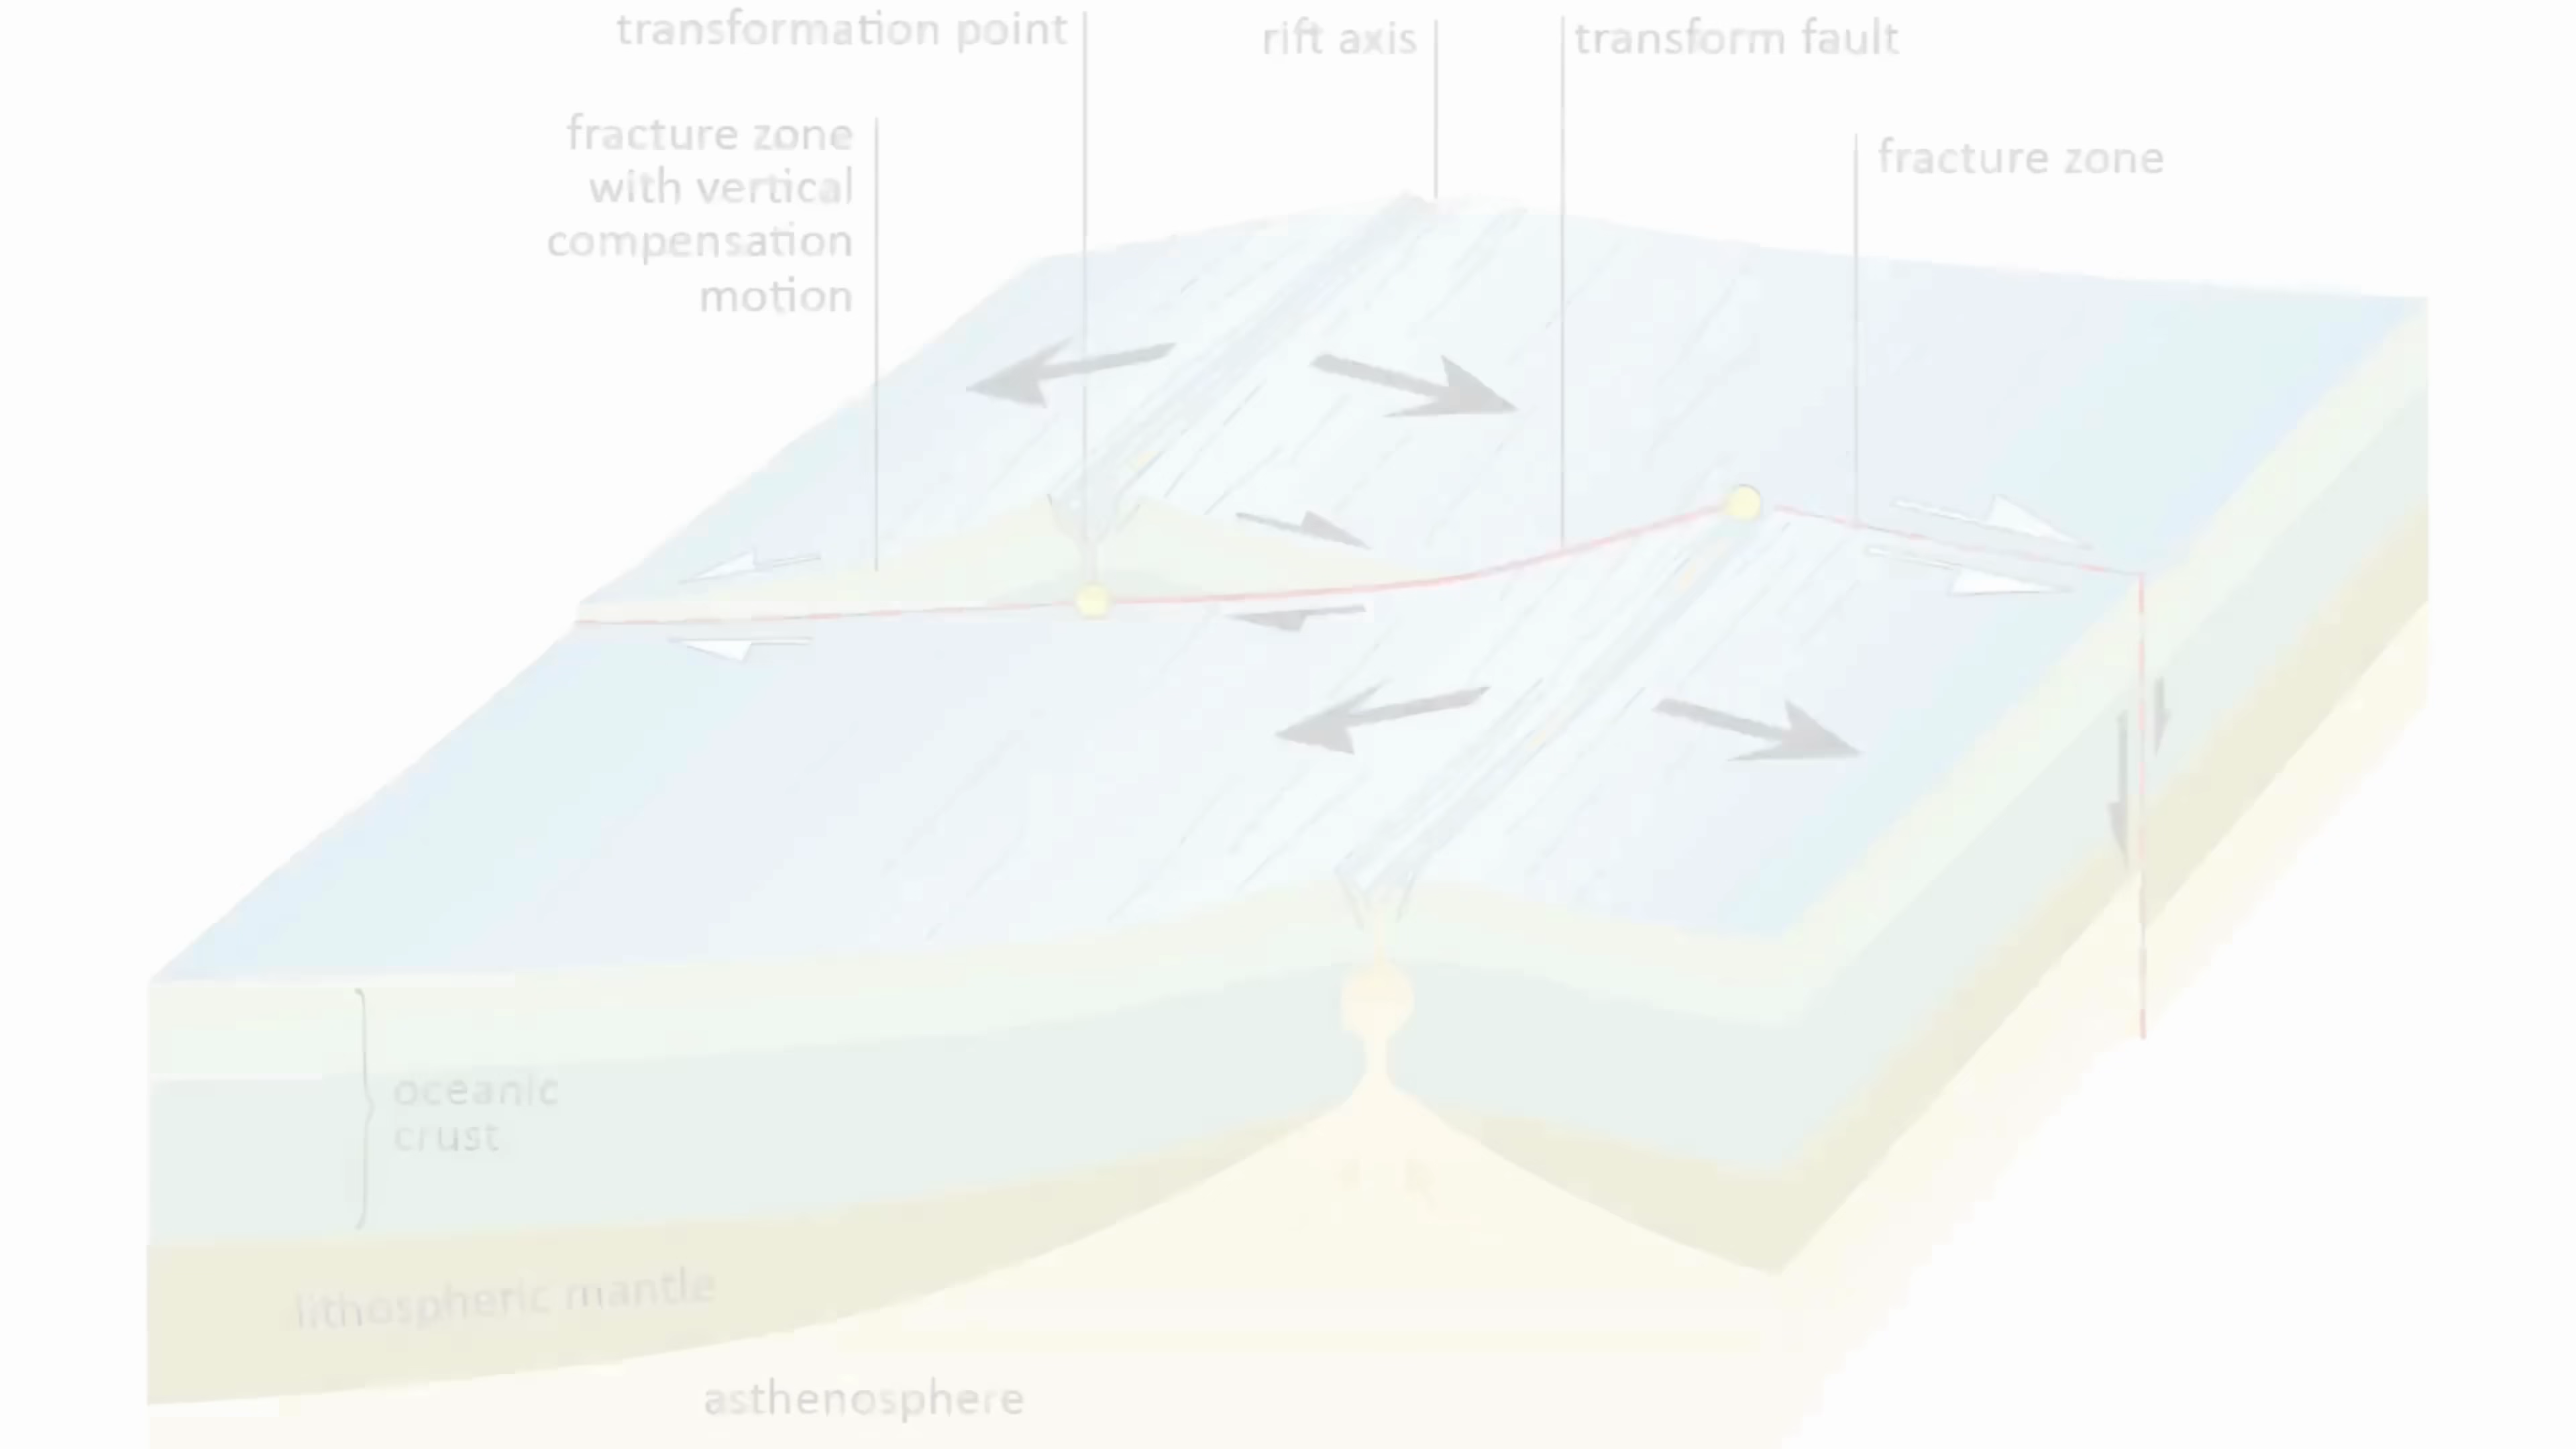 transformation point
rift axis
transform fault
fracture zone
with vertical
compensation
motion
fracture zone
oceanic
crust
lithospheric mantle
asthenosphere